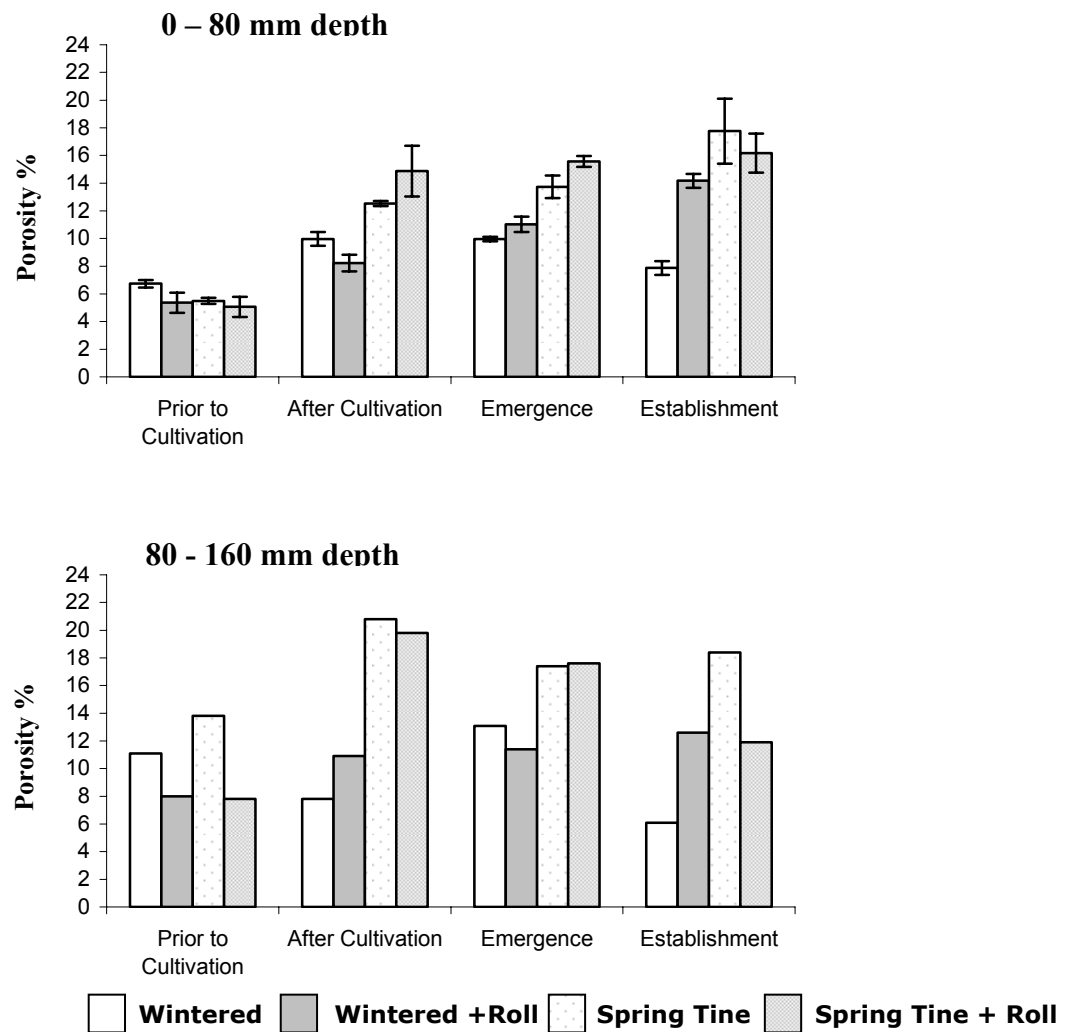 0 – 80 mm depth
24
22
20
18
16
14
12
10
8
6
4
2
0
Porosity %
Prior to
Cultivation
After Cultivation
Emergence
Establishment
80 - 160 mm depth
24
22
20
18
16
14
12
10
8
6
4
2
0
Porosity %
Prior to
Cultivation
After Cultivation
Emergence
Establishment
Wintered Wintered +Roll Spring Tine Spring Tine + Roll